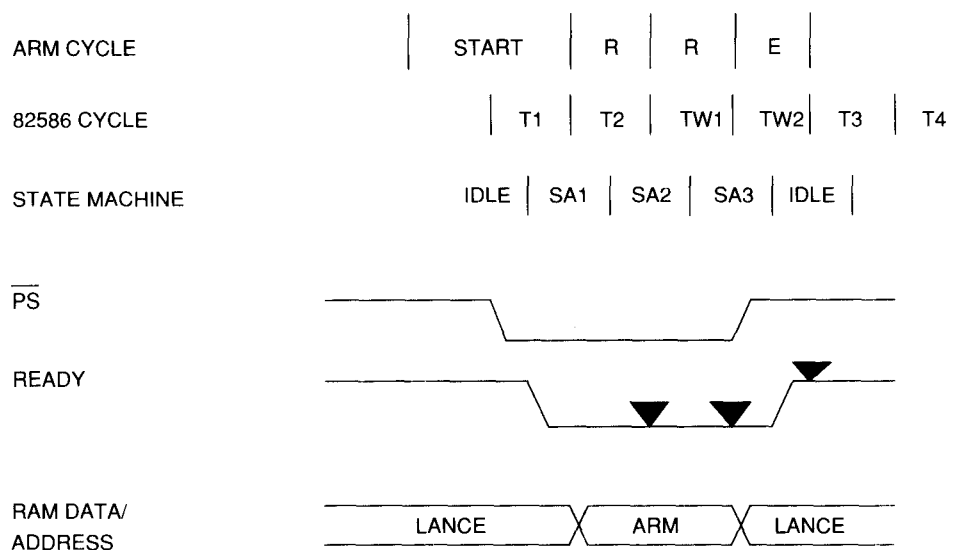 ARM CYCLE START R R E
82586 CYCLE T1 T2 TW1 TW2 T3 T4
STATE MACHINE IDLE SA1 SA2 SA3 IDLE
PS
READY
RAM DATA/
ADDRESS LANCE ARM LANCE